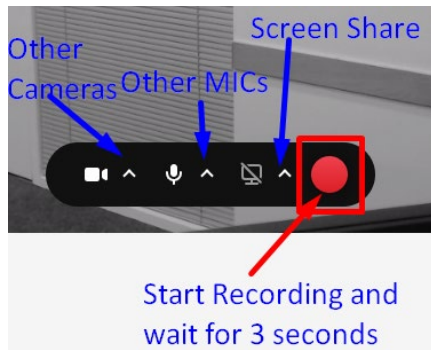 Screen Share
Other
Cameras
Other MICs
Start Recording and
wait for 3 seconds